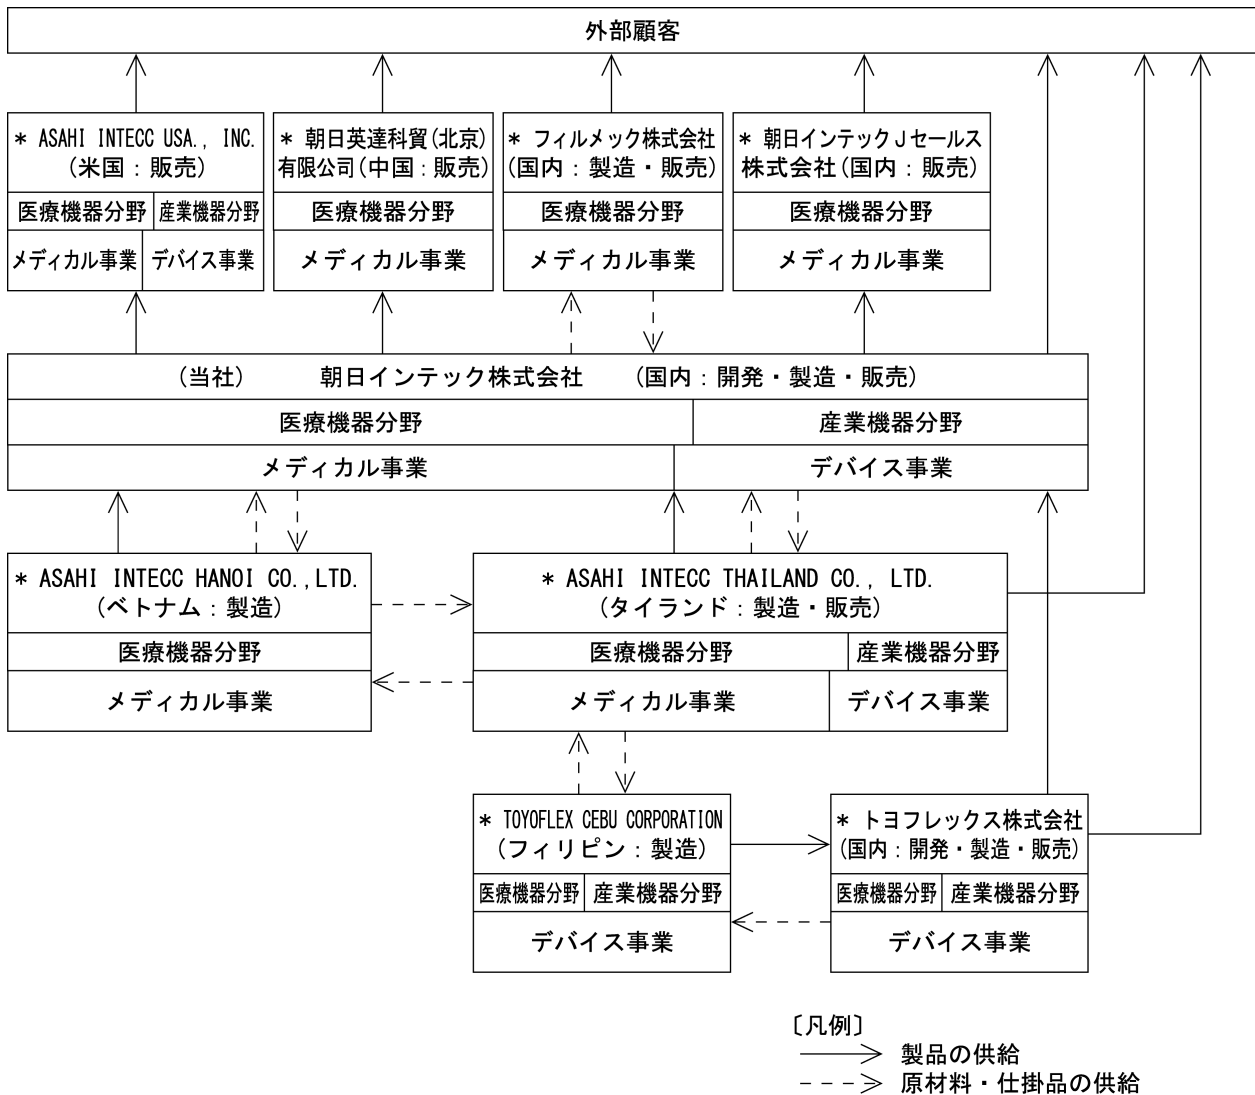 外部顧客
* ASAHI INTECC USA., INC.
(米国：販売)
医療機器分野
産業機器分野
メディカル事業
デバイス事業
* 朝日英達科貿(北京)
有限公司(中国：販売)
医療機器分野
メディカル事業
* フィルメック株式会社
(国内：製造・販売)
医療機器分野
メディカル事業
* 朝日インテックＪセールス
株式会社(国内：販売)
医療機器分野
メディカル事業
(当社) 朝日インテック株式会社 (国内：開発・製造・販売)
医療機器分野
産業機器分野
メディカル事業
デバイス事業
* ASAHI INTECC HANOI CO.,LTD.
(ベトナム：製造)
医療機器分野
メディカル事業
* ASAHI INTECC THAILAND CO., LTD.
(タイランド：製造・販売)
医療機器分野
産業機器分野
メディカル事業
デバイス事業
* TOYOFLEX CEBU CORPORATION
(フィリピン：製造)
医療機器分野
産業機器分野
デバイス事業
* トヨフレックス株式会社
(国内：開発・製造・販売)
医療機器分野
産業機器分野
デバイス事業
〔凡例〕
製品の供給
原材料・仕掛品の供給